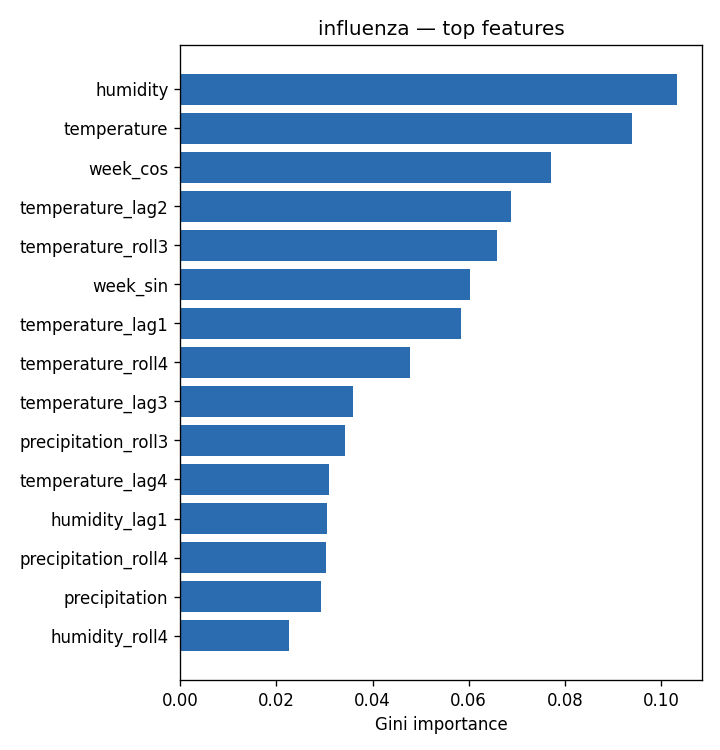 influenza — top features
humidity
temperature
week_cos
temperature_lag2
temperature_roll3
week_sin
temperature_lag1
temperature_roll4
temperature_lag3
precipitation_roll3
temperature_lag4
humidity_lag1
precipitation_roll4
precipitation
humidity_roll4
0.00 0.02 0.04 0.06 0.08 0.10
Gini importance